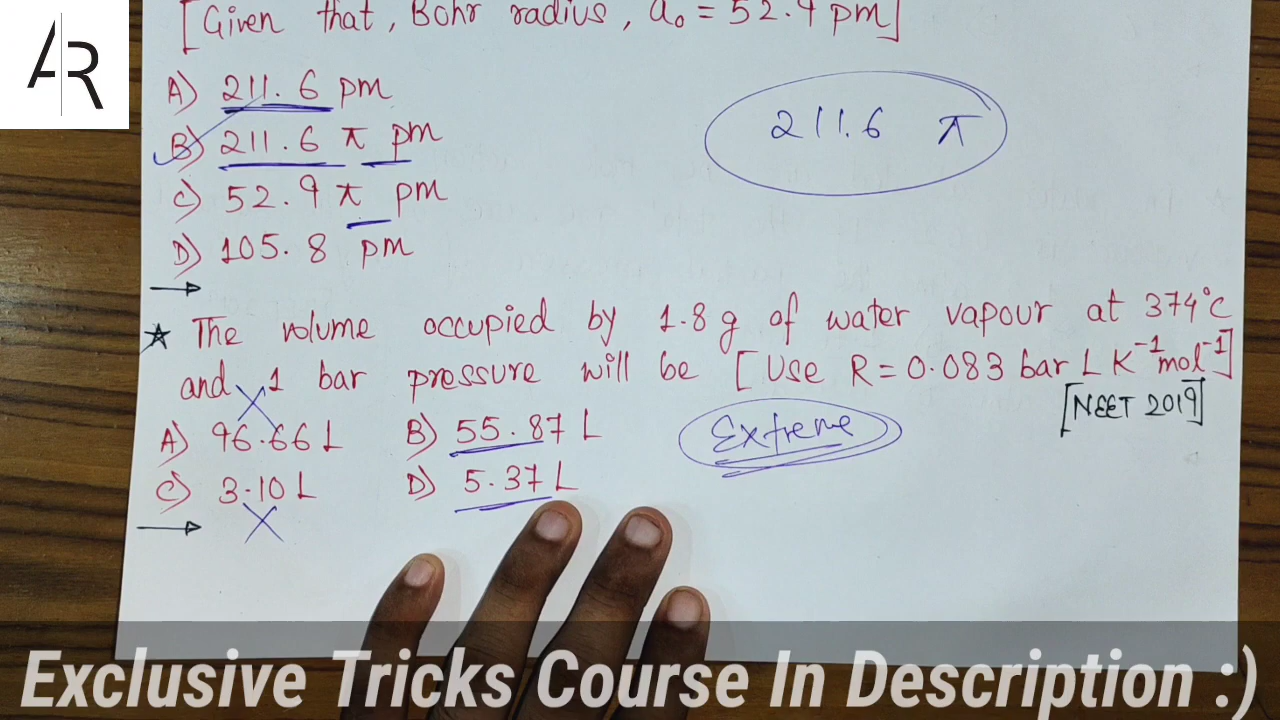 AR
[Given that, Bohr radius, a₀ = 52.9 pm]
A) 211.6 pm
B) 211.6 π pm
211.6 π
C) 52.9 π pm
D) 105.8 pm
The volume occupied by 1.8 g of water vapour at 374°c
and 1 bar pressure will be [Use R = 0.083 bar L K⁻¹ mol⁻¹]
[NEET 2019]
A) 96.66 L B) 55.87 L
Extreme
C) 3.10 L D) 5.37 L
Exclusive Tricks Course In Description :)